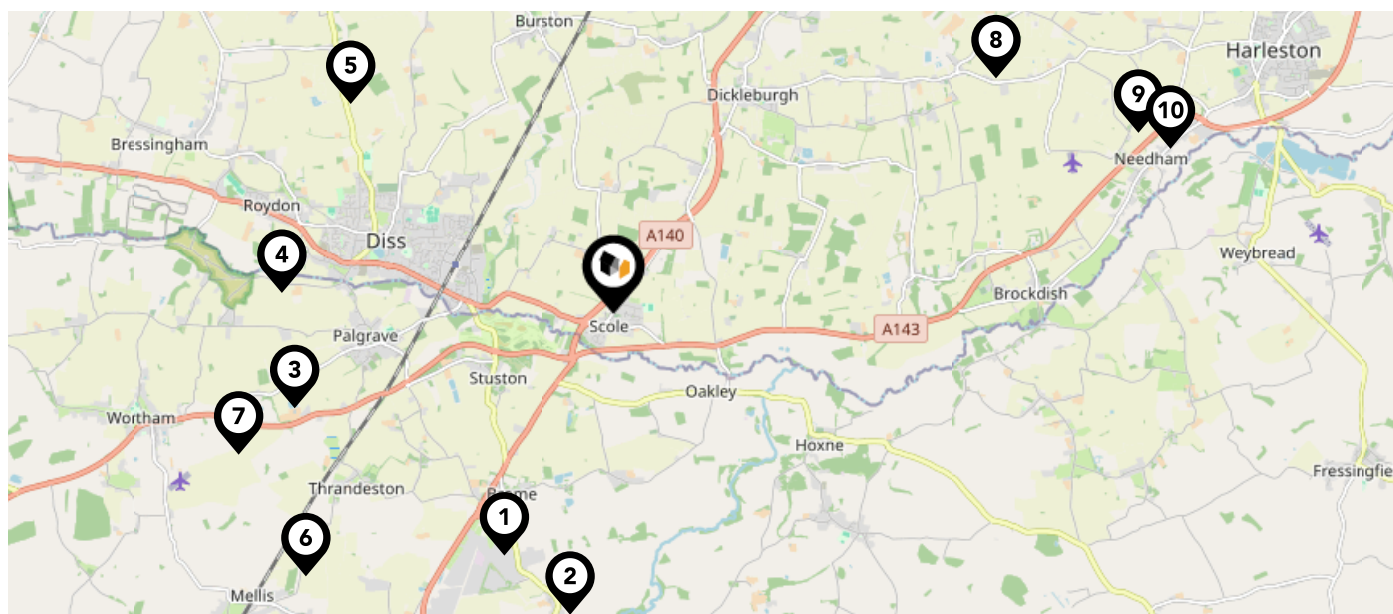 Burston
8
Harleston
5
Dickleburgh
9
10
Bressingham
Needham
Roydon
A140
Diss
4
Weybread
Brockdish
Scole
A143
Palgrave
3
Stuston
Oakley
7
Wortham
Hoxne
Fressingfie
Thrandeston
Brome
1
6
2
Mellis